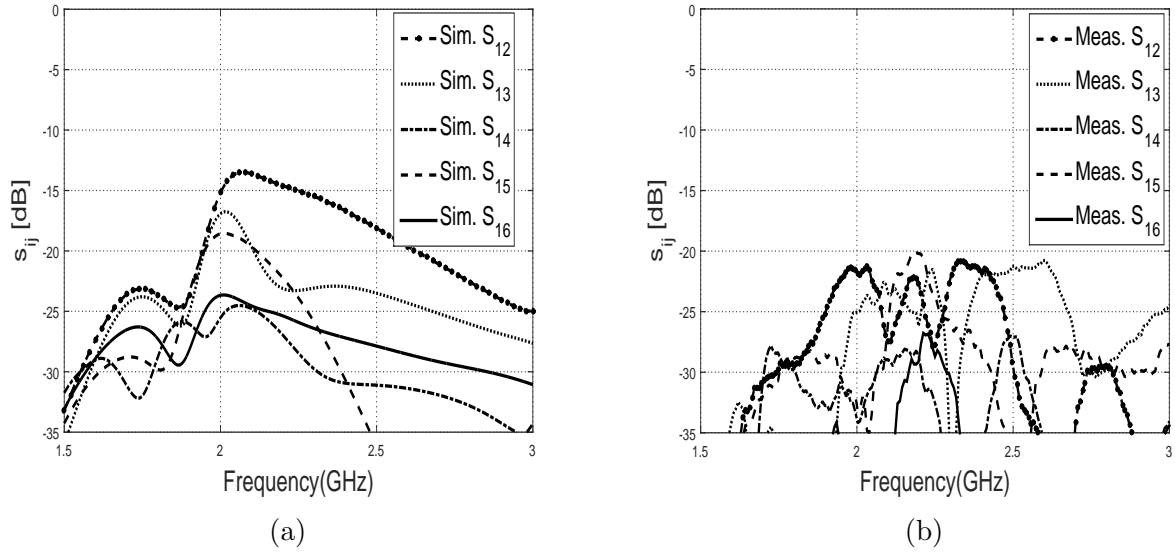 0
-5
-10
-15
-20
-25
-30
-35
1.5
2
2.5
3
s_ij [dB]
Frequency(GHz)
Sim. S_12
Sim. S_13
Sim. S_14
Sim. S_15
Sim. S_16
(a)
0
-5
-10
-15
-20
-25
-30
-35
1.5
2
2.5
3
s_ij [dB]
Frequency(GHz)
Meas. S_12
Meas. S_13
Meas. S_14
Meas. S_15
Meas. S_16
(b)